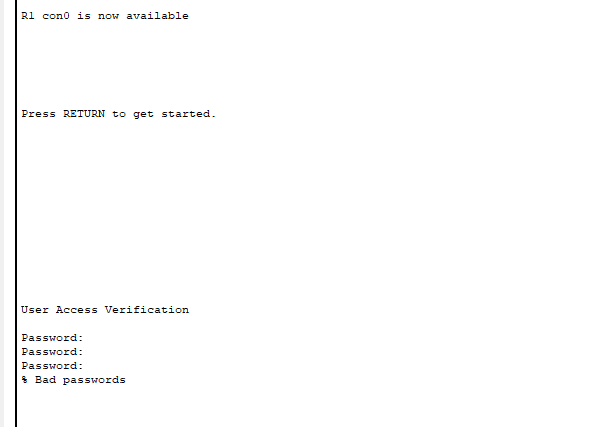 R1 con0 is now available
Press RETURN to get started.
User Access Verification
Password:
Password:
Password:
% Bad passwords